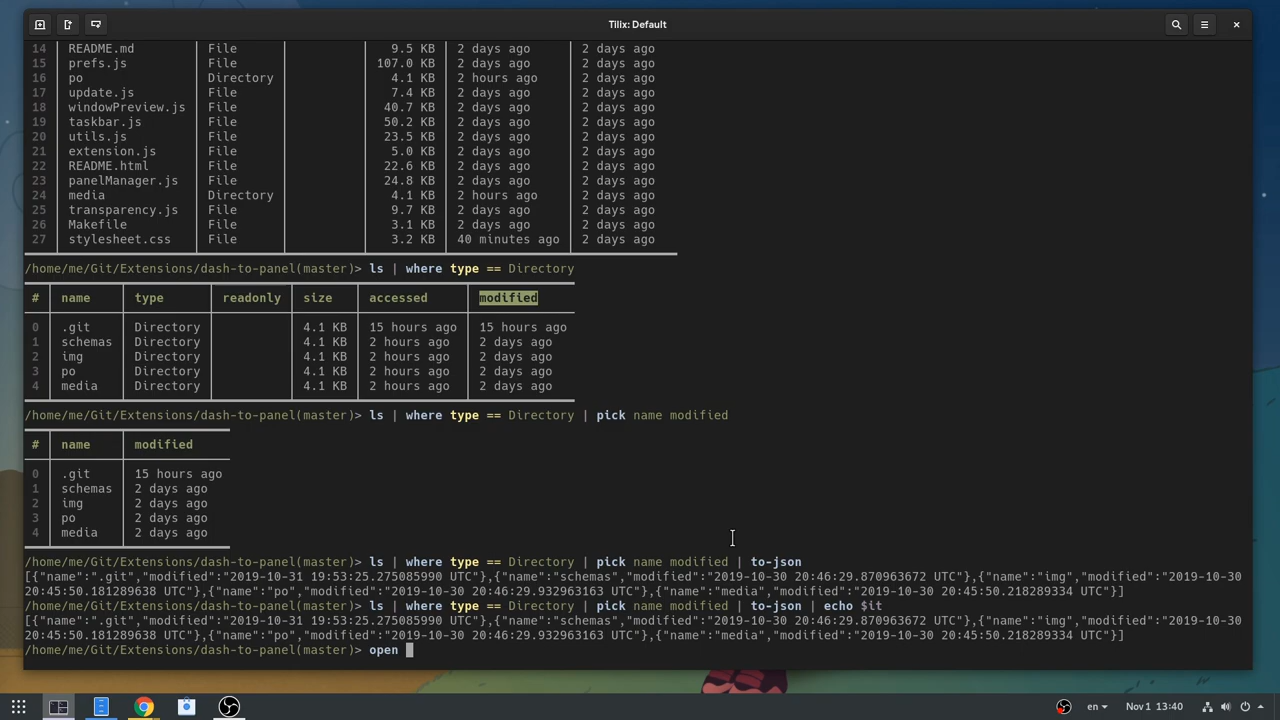 Tilix: Default
14 README.md File 9.5 KB 2 days ago 2 days ago
15 prefs.js File 107.0 KB 2 days ago 2 days ago
16 po Directory 4.1 KB 2 hours ago 2 days ago
17 update.js File 7.4 KB 2 days ago 2 days ago
18 windowPreview.js File 40.7 KB 2 days ago 2 days ago
19 taskbar.js File 50.2 KB 2 days ago 2 days ago
20 utils.js File 23.5 KB 2 days ago 2 days ago
21 extension.js File 5.0 KB 2 days ago 2 days ago
22 README.html File 22.6 KB 2 days ago 2 days ago
23 panelManager.js File 24.8 KB 2 days ago 2 days ago
24 media Directory 4.1 KB 2 hours ago 2 days ago
25 transparency.js File 9.7 KB 2 days ago 2 days ago
26 Makefile File 3.1 KB 2 days ago 2 days ago
27 stylesheet.css File 3.2 KB 40 minutes ago 2 days ago
/home/me/Git/Extensions/dash-to-panel(master)> ls | where type == Directory
# name type readonly size accessed modified
0 .git Directory 4.1 KB 15 hours ago 15 hours ago
1 schemas Directory 4.1 KB 2 hours ago 2 days ago
2 img Directory 4.1 KB 2 hours ago 2 days ago
3 po Directory 4.1 KB 2 hours ago 2 days ago
4 media Directory 4.1 KB 2 hours ago 2 days ago
/home/me/Git/Extensions/dash-to-panel(master)> ls | where type == Directory | pick name modified
# name modified
0 .git 15 hours ago
1 schemas 2 days ago
2 img 2 days ago
3 po 2 days ago
4 media 2 days ago
/home/me/Git/Extensions/dash-to-panel(master)> ls | where type == Directory | pick name modified | to-json
[{"name":".git","modified":"2019-10-31 19:53:25.275085990 UTC"},{"name":"schemas","modified":"2019-10-30 20:46:29.870963672 UTC"},{"name":"img","modified":"2019-10-30
20:45:50.181289638 UTC"},{"name":"po","modified":"2019-10-30 20:46:29.932963163 UTC"},{"name":"media","modified":"2019-10-30 20:45:50.218289334 UTC"}]
/home/me/Git/Extensions/dash-to-panel(master)> ls | where type == Directory | pick name modified | to-json | echo $it
[{"name":".git","modified":"2019-10-31 19:53:25.275085990 UTC"},{"name":"schemas","modified":"2019-10-30 20:46:29.870963672 UTC"},{"name":"img","modified":"2019-10-30
20:45:50.181289638 UTC"},{"name":"po","modified":"2019-10-30 20:46:29.932963163 UTC"},{"name":"media","modified":"2019-10-30 20:45:50.218289334 UTC"}]
/home/me/Git/Extensions/dash-to-panel(master)> open
en Nov 1 13:40